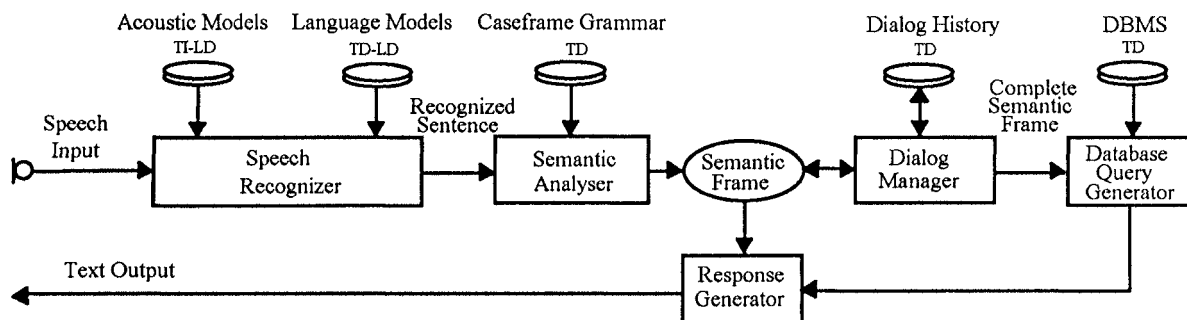 Acoustic Models
TI-LD
Language Models
TD-LD
Caseframe Grammar
TD
Dialog History
TD
DBMS
TD
Speech
Input
Speech
Recognizer
Recognized
Sentence
Semantic
Analyser
Semantic
Frame
Dialog
Manager
Complete
Semantic
Frame
Database
Query
Generator
Text Output
Response
Generator